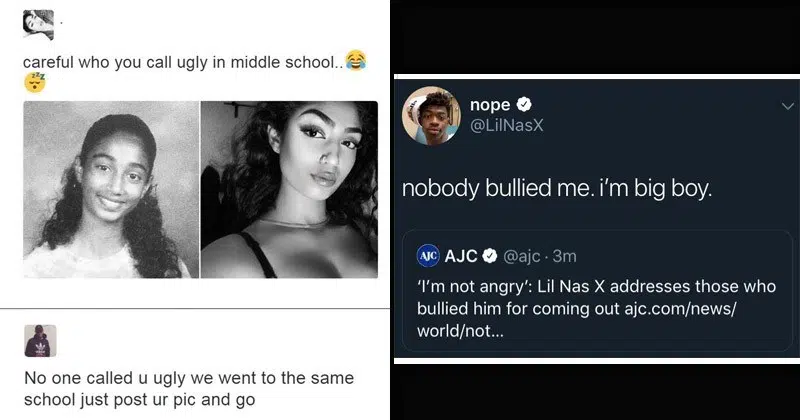 careful who you call ugly in middle school..😂
😴
No one called u ugly we went to the same
school just post ur pic and go
nope
@LilNasX
nobody bullied me. i'm big boy.
AJC AJC @ajc · 3m
'I'm not angry': Lil Nas X addresses those who
bullied him for coming out ajc.com/news/
world/not...